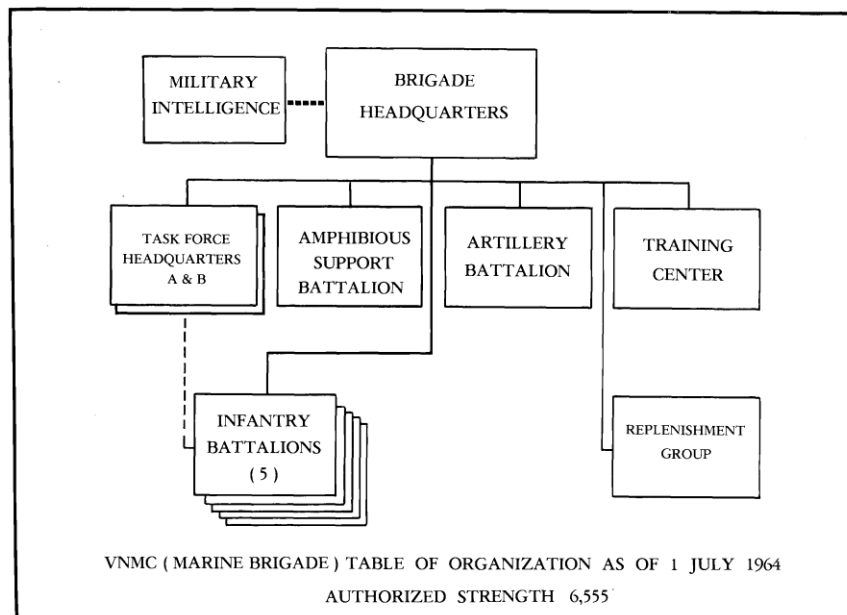 MILITARY
INTELLIGENCE
BRIGADE
HEADQUARTERS
TASK FORCE
HEADQUARTERS
A & B
AMPHIBIOUS
SUPPORT
BATTALION
ARTILLERY
BATTALION
TRAINING
CENTER
INFANTRY
BATTALIONS
( 5 )
REPLENISHMENT
GROUP
VNMC ( MARINE BRIGADE ) TABLE OF ORGANIZATION AS OF 1 JULY 1964
AUTHORIZED STRENGTH 6,555